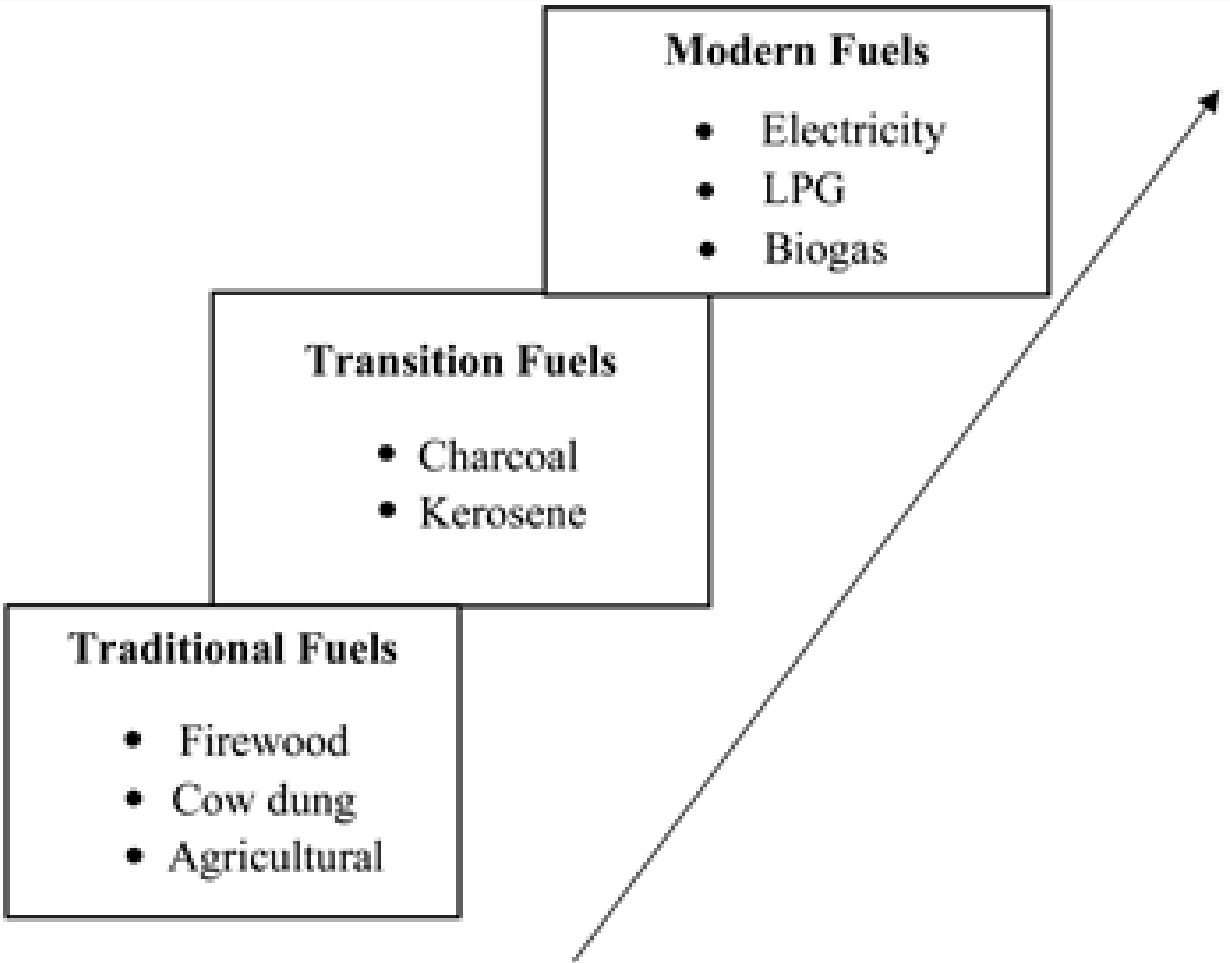 Modern Fuels
• Electricity
• LPG
• Biogas
Transition Fuels
• Charcoal
• Kerosene
Traditional Fuels
• Firewood
• Cow dung
• Agricultural